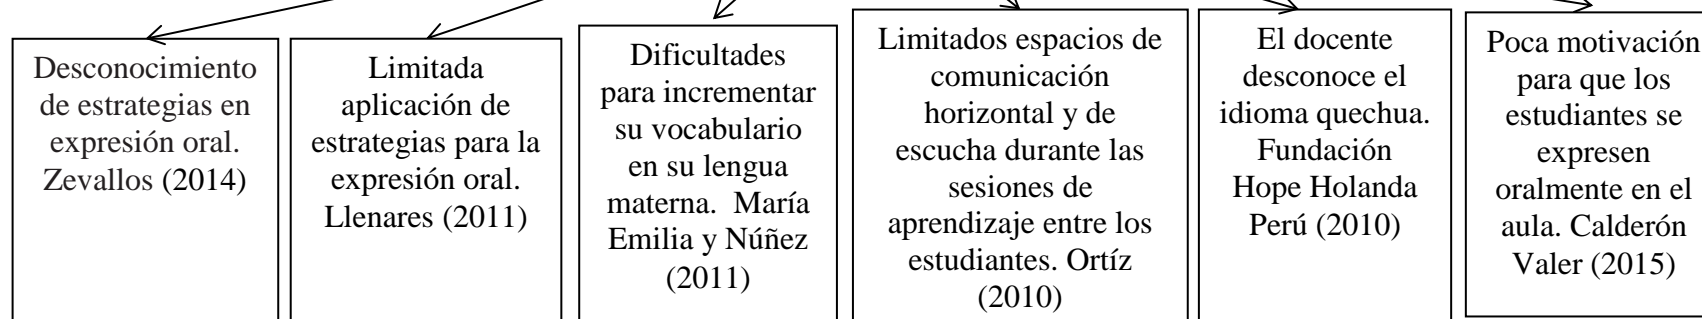 Desconocimiento
de estrategias en
expresión oral.
Zevallos (2014)
Limitada
aplicación de
estrategias para la
expresión oral.
Llenares (2011)
Dificultades
para incrementar
su vocabulario
en su lengua
materna.  María
Emilia y Núñez
(2011)
Limitados espacios de
comunicación
horizontal y de
escucha durante las
sesiones de
aprendizaje entre los
estudiantes. Ortíz
(2010)
El docente
desconoce el
idioma quechua.
Fundación
Hope Holanda
Perú (2010)
Poca motivación
para que los
estudiantes se
expresen
oralmente en el
aula. Calderón
Valer (2015)